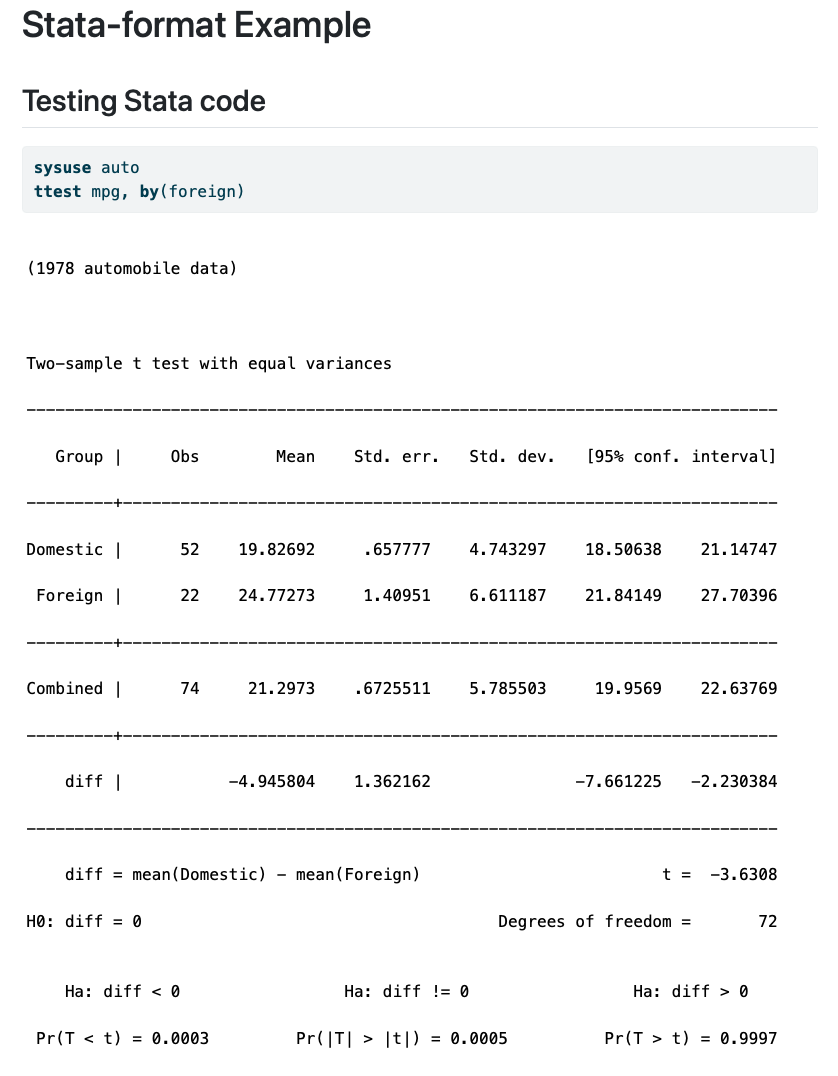 Stata-format Example
Testing Stata code
sysuse auto
ttest mpg, by(foreign)
(1978 automobile data)
Two-sample t test with equal variances
------------------------------------------------------------------------------
   Group |     Obs        Mean    Std. err.   Std. dev.   [95% conf. interval]
---------+--------------------------------------------------------------------
Domestic |      52    19.82692     .657777    4.743297    18.50638    21.14747
 Foreign |      22    24.77273     1.40951    6.611187    21.84149    27.70396
---------+--------------------------------------------------------------------
Combined |      74     21.2973    .6725511    5.785503     19.9569    22.63769
---------+--------------------------------------------------------------------
    diff |           -4.945804    1.362162               -7.661225   -2.230384
------------------------------------------------------------------------------
    diff = mean(Domestic) - mean(Foreign)                         t =  -3.6308
H0: diff = 0                                     Degrees of freedom =       72
    Ha: diff < 0                 Ha: diff != 0                 Ha: diff > 0
 Pr(T < t) = 0.0003         Pr(|T| > |t|) = 0.0005          Pr(T > t) = 0.9997